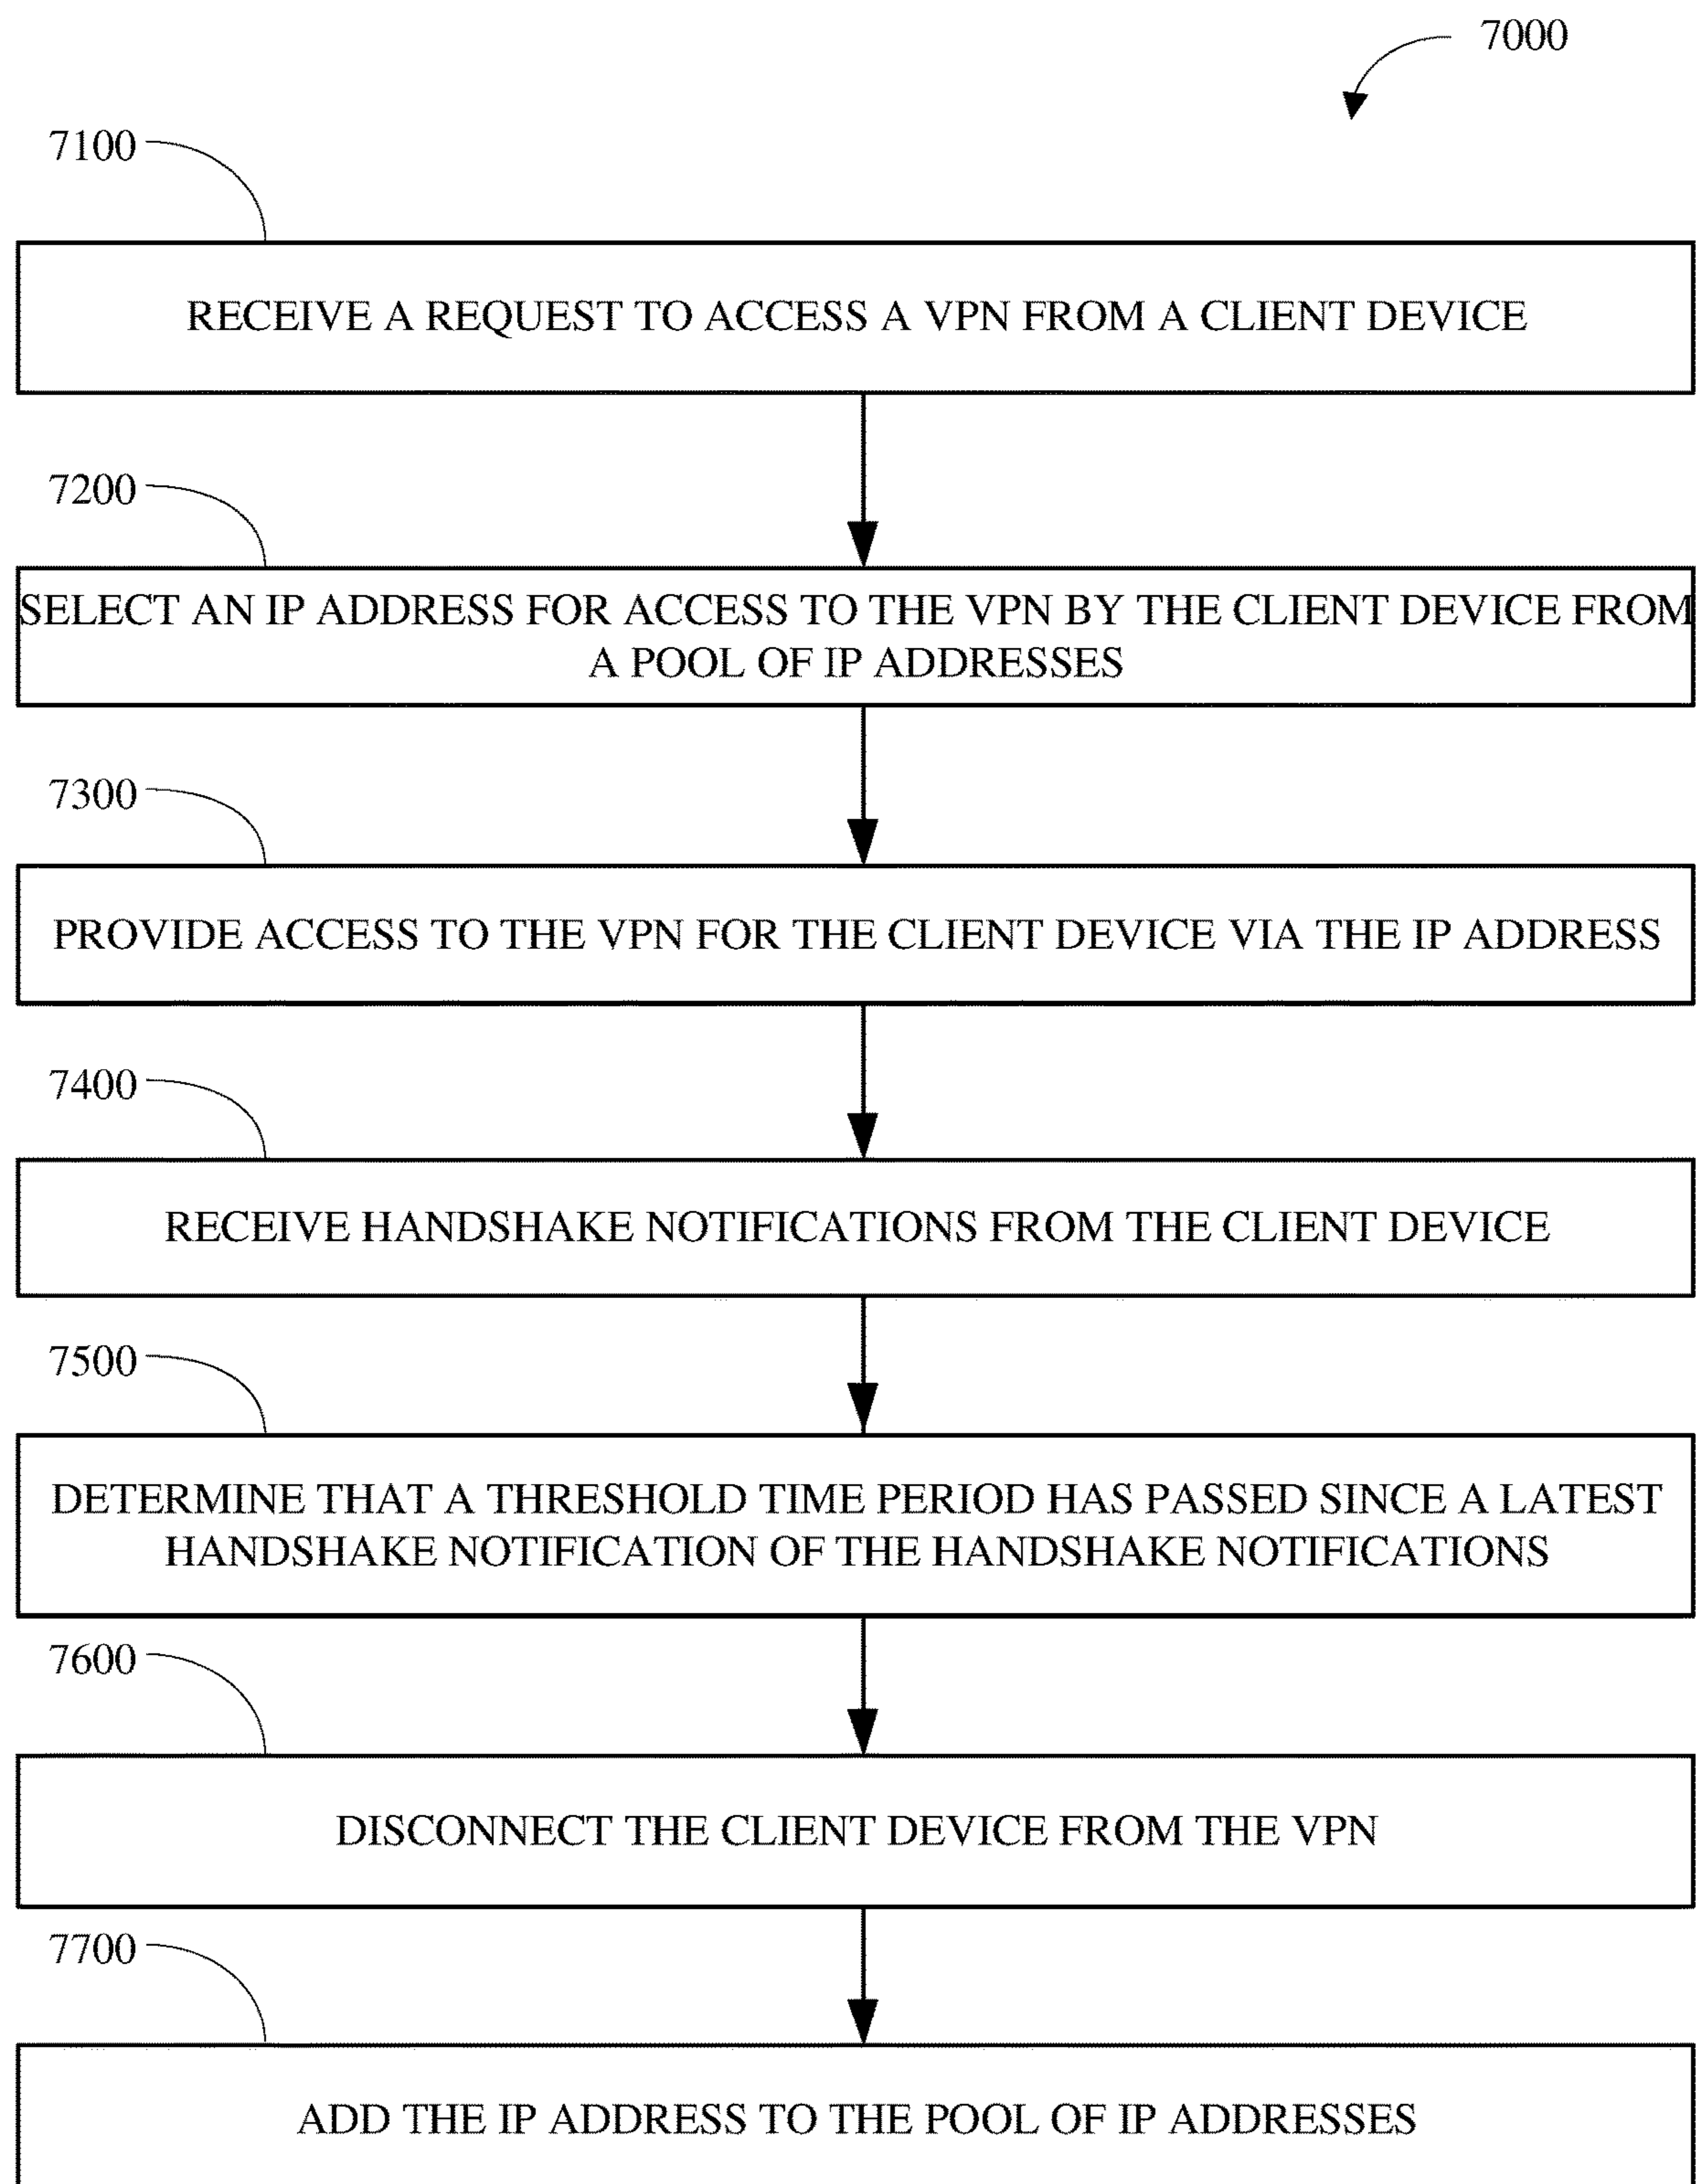 7000
7100
RECEIVE A REQUEST TO ACCESS A VPN FROM A CLIENT DEVICE
7200
SELECT AN IP ADDRESS FOR ACCESS TO THE VPN BY THE CLIENT DEVICE FROM
A POOL OF IP ADDRESSES
7300
PROVIDE ACCESS TO THE VPN FOR THE CLIENT DEVICE VIA THE IP ADDRESS
7400
RECEIVE HANDSHAKE NOTIFICATIONS FROM THE CLIENT DEVICE
7500
DETERMINE THAT A THRESHOLD TIME PERIOD HAS PASSED SINCE A LATEST
HANDSHAKE NOTIFICATION OF THE HANDSHAKE NOTIFICATIONS
7600
DISCONNECT THE CLIENT DEVICE FROM THE VPN
7700
ADD THE IP ADDRESS TO THE POOL OF IP ADDRESSES